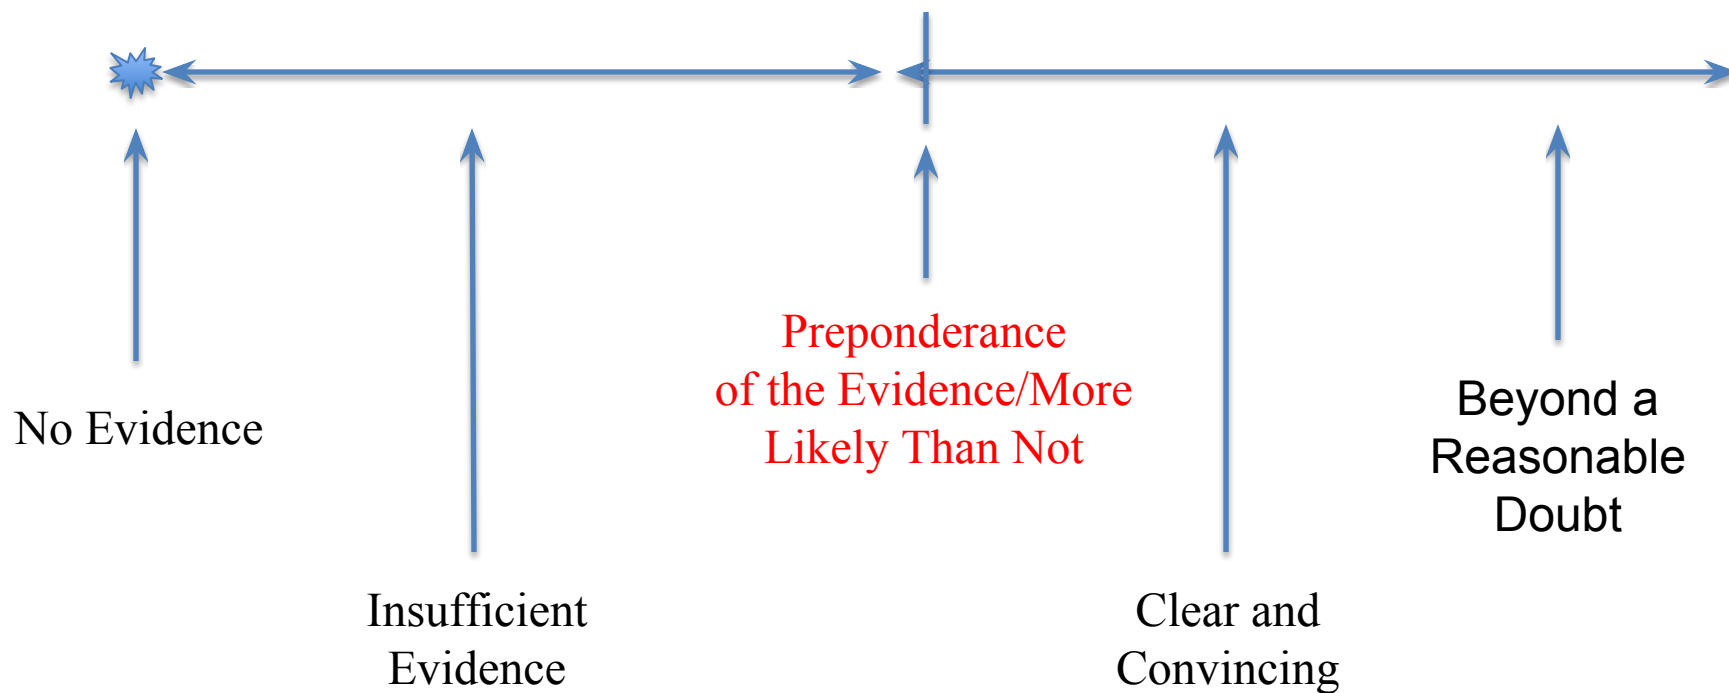 No Evidence
Insufficient
Evidence
Preponderance
of the Evidence/More
Likely Than Not
Clear and
Convincing
Beyond a
Reasonable
Doubt